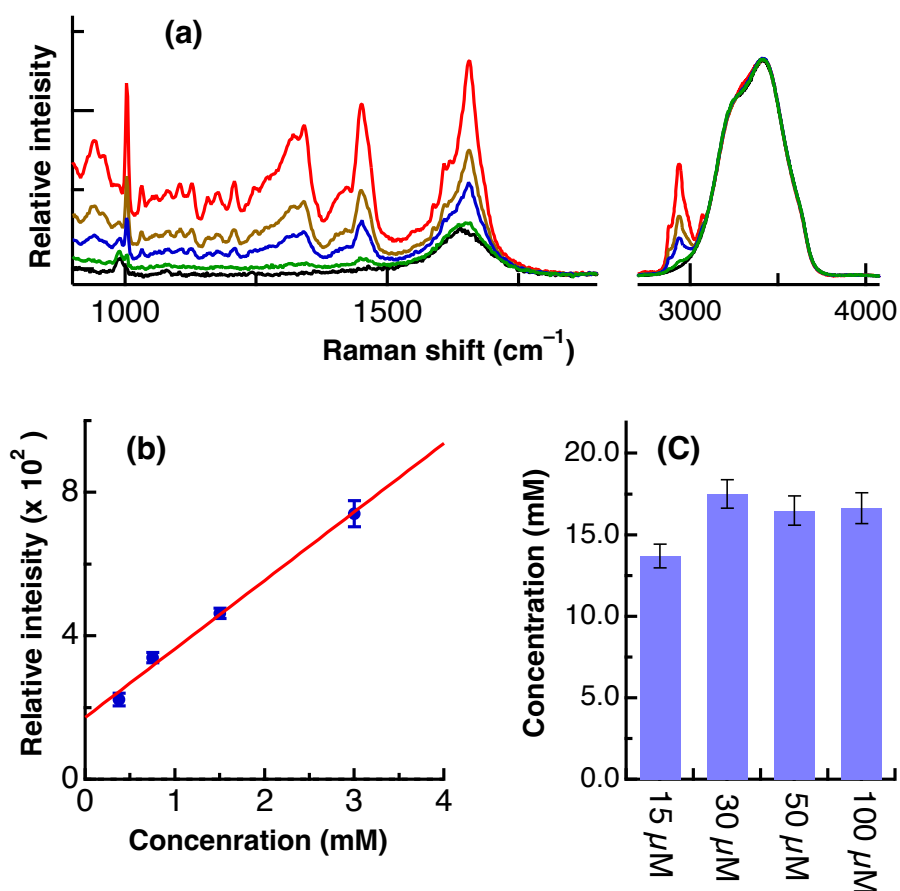 (a)
Relative inteisity
1000
1500
3000
4000
Raman shift (cm⁻¹)
(b)
Relative inteisity (x 10²)
8
4
0
0
1
2
3
4
Concenration (mM)
(C)
Concentration (mM)
20.0
15.0
10.0
5.0
0.0
15 µM
30 µM
50 µM
100 µM